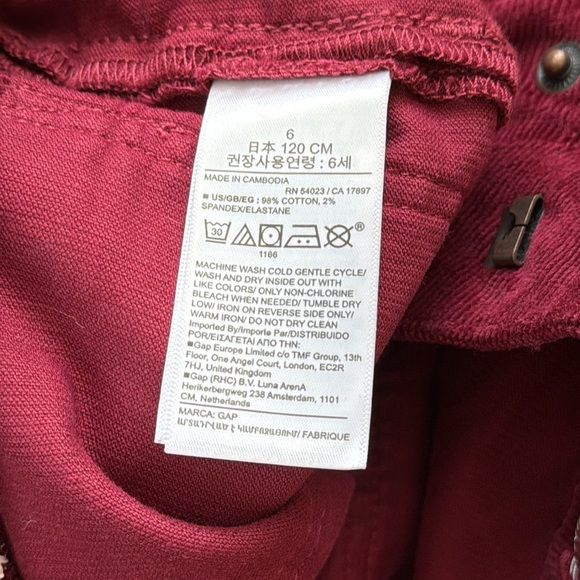 6
日本 120 CM
권장사용연령 : 6세
MADE IN CAMBODIA
RN 54023 / CA 17897
■ US/GB/EG : 98% COTTON, 2%
SPANDEX/ELASTANE
30
®
1166
MACHINE WASH COLD GENTLE CYCLE/
WASH AND DRY INSIDE OUT WITH
LIKE COLORS/ ONLY NON-CHLORINE
BLEACH WHEN NEEDED/ TUMBLE DRY
LOW/ IRON ON REVERSE SIDE ONLY/
WARM IRON/ DO NOT DRY CLEAN
Imported By/Importe Par/DISTRIBUIDO
POR/ΕΙΣΑΓΕΤΑΙ ΑΠΟ ΤΗΝ:
■Gap Europe Limited c/o TMF Group, 13th
Floor, One Angel Court, London, EC2R
7HJ, United Kingdom
■Gap (RHC) B.V. Luna ArenA
Herikerbergweg 238 Amsterdam, 1101
CM, Netherlands
MARCA: GAP
ԱՐՏԱԴՐՎԱԾ Է ԿԱՄԲՈՋԱՅՈՒՄ/ FABRIQUE